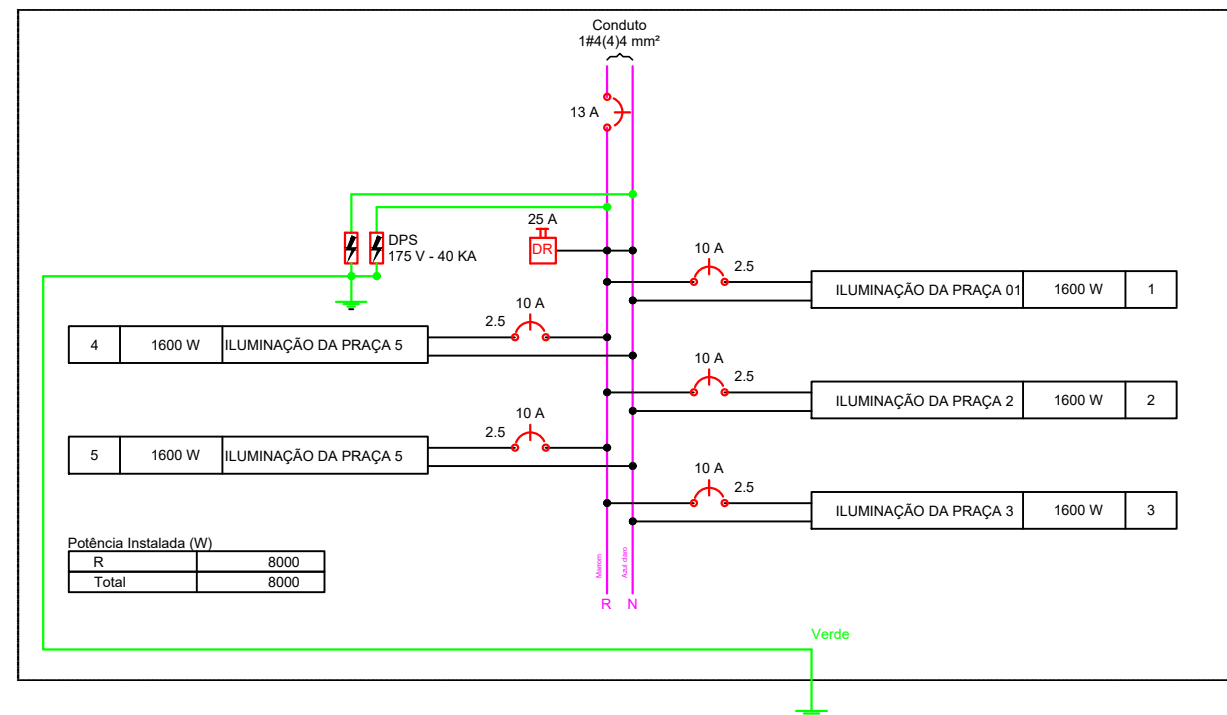 Conduto
1#4(4)4 mm²
13 A
25 A
DR
DPS
175 V - 40 KA
10 A
2.5
ILUMINAÇÃO DA PRAÇA 01 1600 W 1
10 A
2.5
4 1600 W ILUMINAÇÃO DA PRAÇA 5
10 A
2.5
ILUMINAÇÃO DA PRAÇA 2 1600 W 2
10 A
2.5
5 1600 W ILUMINAÇÃO DA PRAÇA 5
10 A
2.5
ILUMINAÇÃO DA PRAÇA 3 1600 W 3
Potência Instalada (W)
R 8000
Total 8000
Marrom
Azul claro
R N
Verde